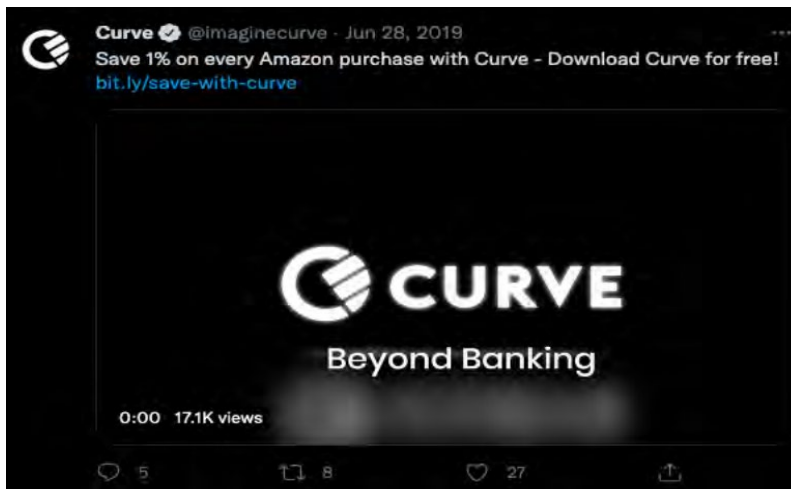 Curve @imaginecurve · Jun 28, 2019
Save 1% on every Amazon purchase with Curve - Download Curve for free!
bit.ly/save-with-curve
CURVE
Beyond Banking
0:00 17.1K views
5 8 27